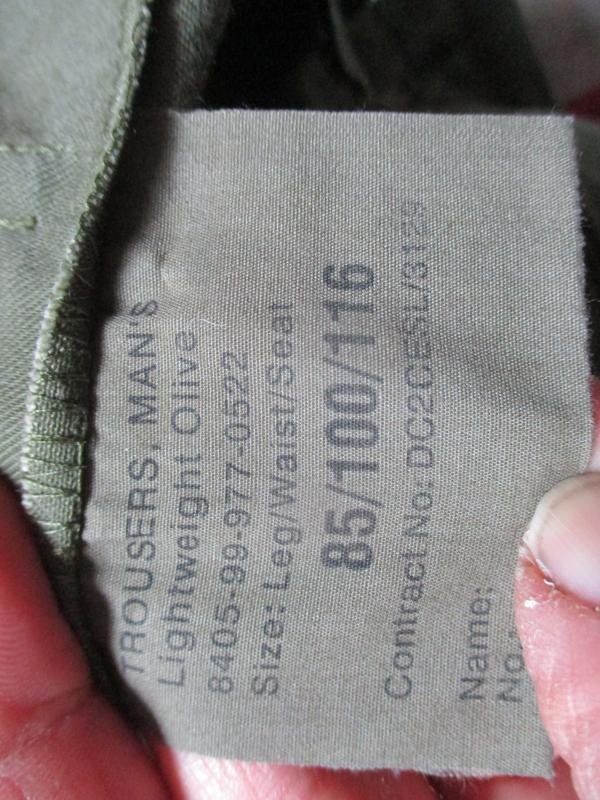 TROUSERS, MAN'S
Lightweight Olive
8405-99-977-0522
Size: Leg/Waist/Seat
85/100/116
Contract No: DC2CESL/3129
Name:
No.